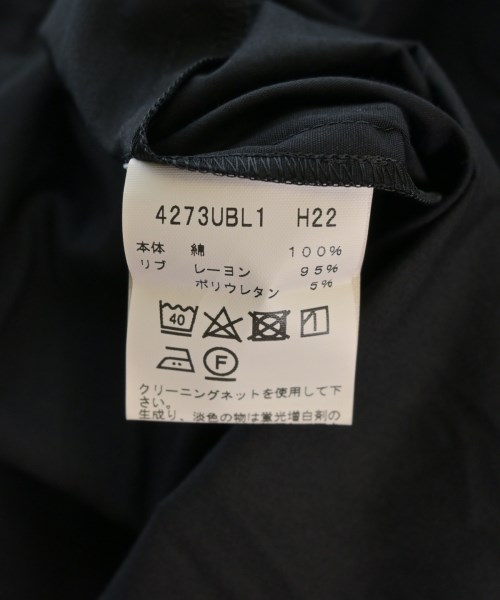 4273UBL1 H22
本体 綿 100%
リブ レーヨン 95%
ポリウレタン 5%
40
F
クリーニングネットを使用して下
さい。
生成り、淡色の物は蛍光増白剤の